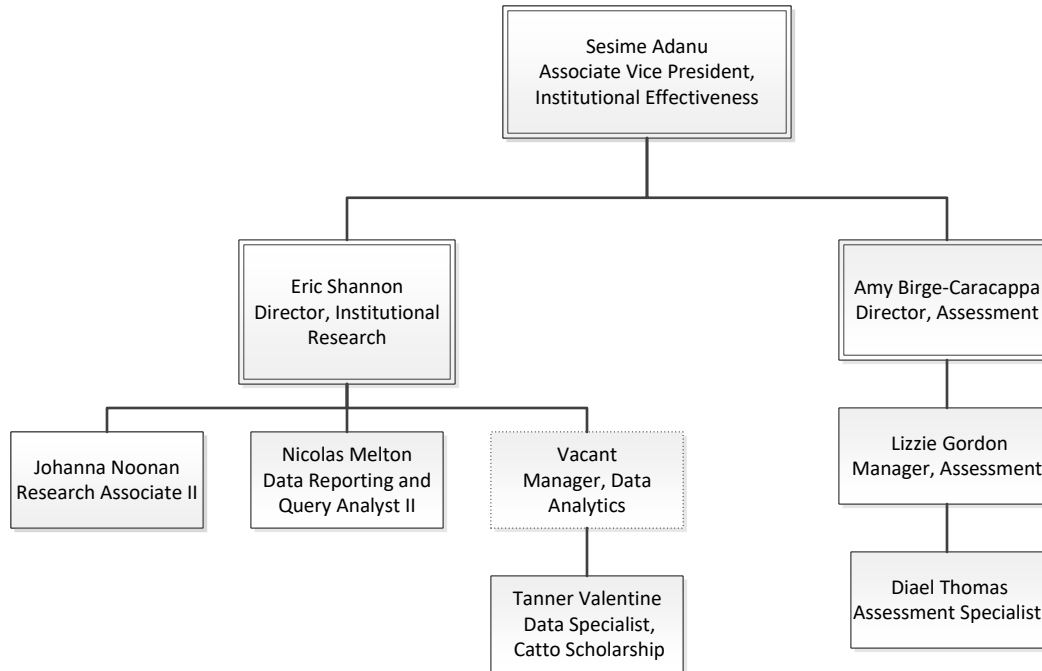 Sesime Adanu
Associate Vice President,
Institutional Effectiveness
Eric Shannon
Director, Institutional
Research
Amy Birge-Caracappa
Director, Assessment
Johanna Noonan
Research Associate II
Nicolas Melton
Data Reporting and
Query Analyst II
Vacant
Manager, Data
Analytics
Lizzie Gordon
Manager, Assessment
Tanner Valentine
Data Specialist,
Catto Scholarship
Diael Thomas
Assessment Specialist